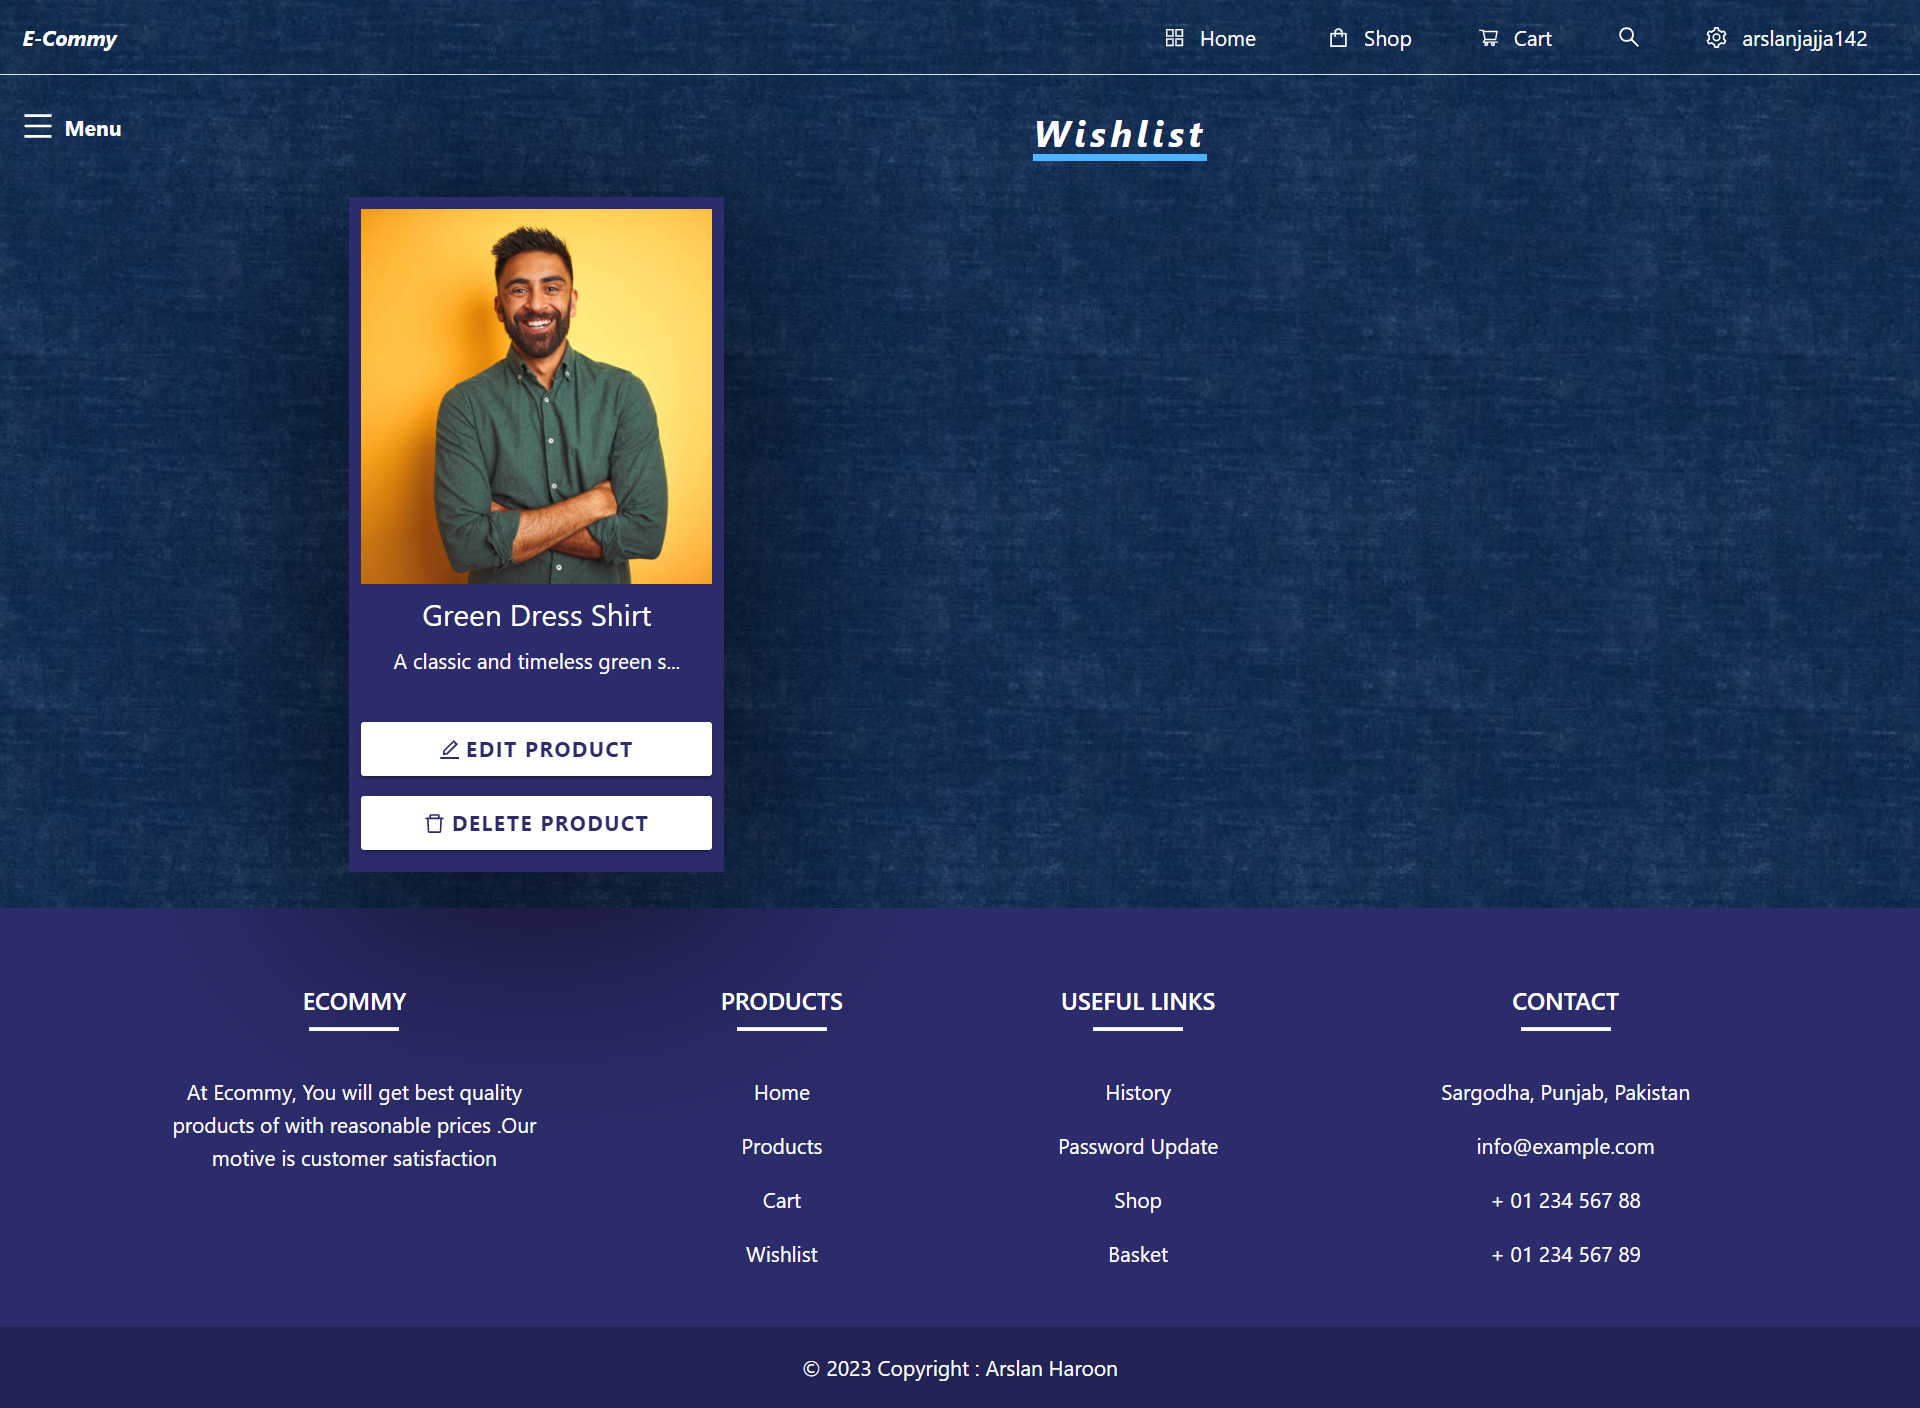 E-Commy
Home
Shop
Cart
arslanjajja142
Menu
Wishlist
Green Dress Shirt
A classic and timeless green s...
EDIT PRODUCT
DELETE PRODUCT
ECOMMY
At Ecommy, You will get best quality
products of with reasonable prices .Our
motive is customer satisfaction
PRODUCTS
Home
Products
Cart
Wishlist
USEFUL LINKS
History
Password Update
Shop
Basket
CONTACT
Sargodha, Punjab, Pakistan
info@example.com
+ 01 234 567 88
+ 01 234 567 89
© 2023 Copyright : Arslan Haroon